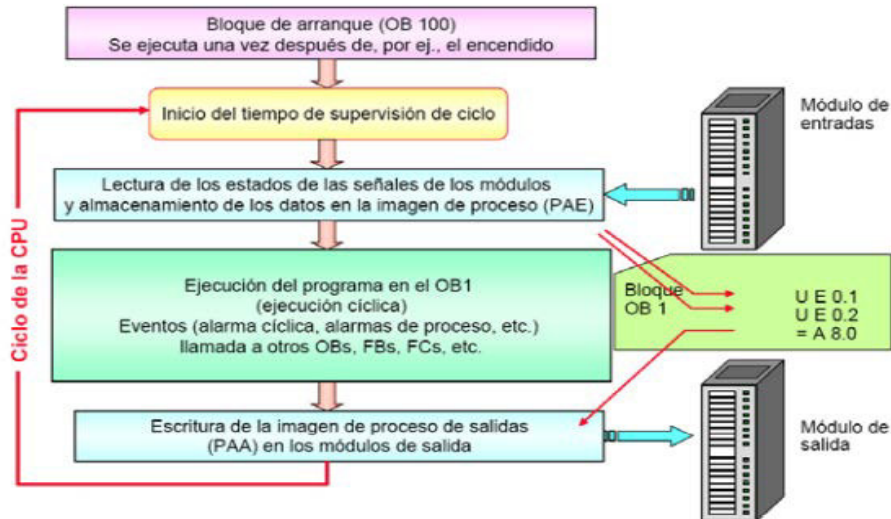 Bloque de arranque (OB 100)
Se ejecuta una vez después de, por ej., el encendido
Inicio del tiempo de supervisión de ciclo
Módulo de
entradas
Lectura de los estados de las señales de los módulos
y almacenamiento de los datos en la imagen de proceso (PAE)
Ciclo de la CPU
Ejecución del programa en el OB1
(ejecución cíclica)
Eventos (alarma cíclica, alarmas de proceso, etc.)
llamada a otros OBs, FBs, FCs, etc.
Bloque
OB 1
U E 0.1
U E 0.2
= A 8.0
Escritura de la imagen de proceso de salidas
(PAA) en los módulos de salida
Módulo de
salida